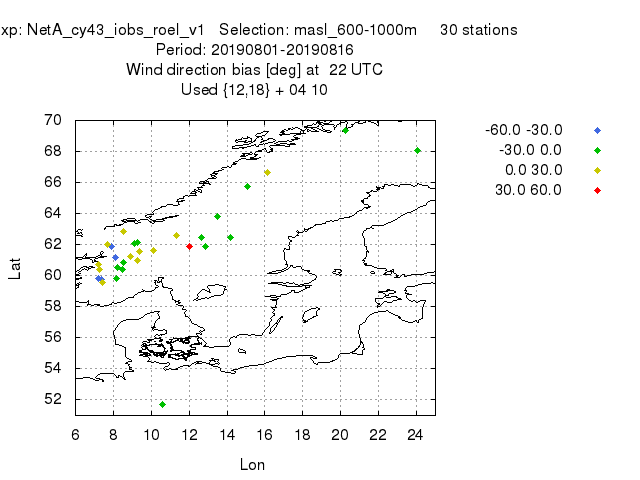 xp: NetA_cy43_iobs_roel_v1 Selection: masl_600-1000m 30 stations
Period: 20190801-20190816
Wind direction bias [deg] at 22 UTC
Used {12,18} + 04 10
-60.0 -30.0
-30.0 0.0
0.0 30.0
30.0 60.0
70
68
66
64
62
60
58
56
54
52
Lat
6 8 10 12 14 16 18 20 22 24
Lon